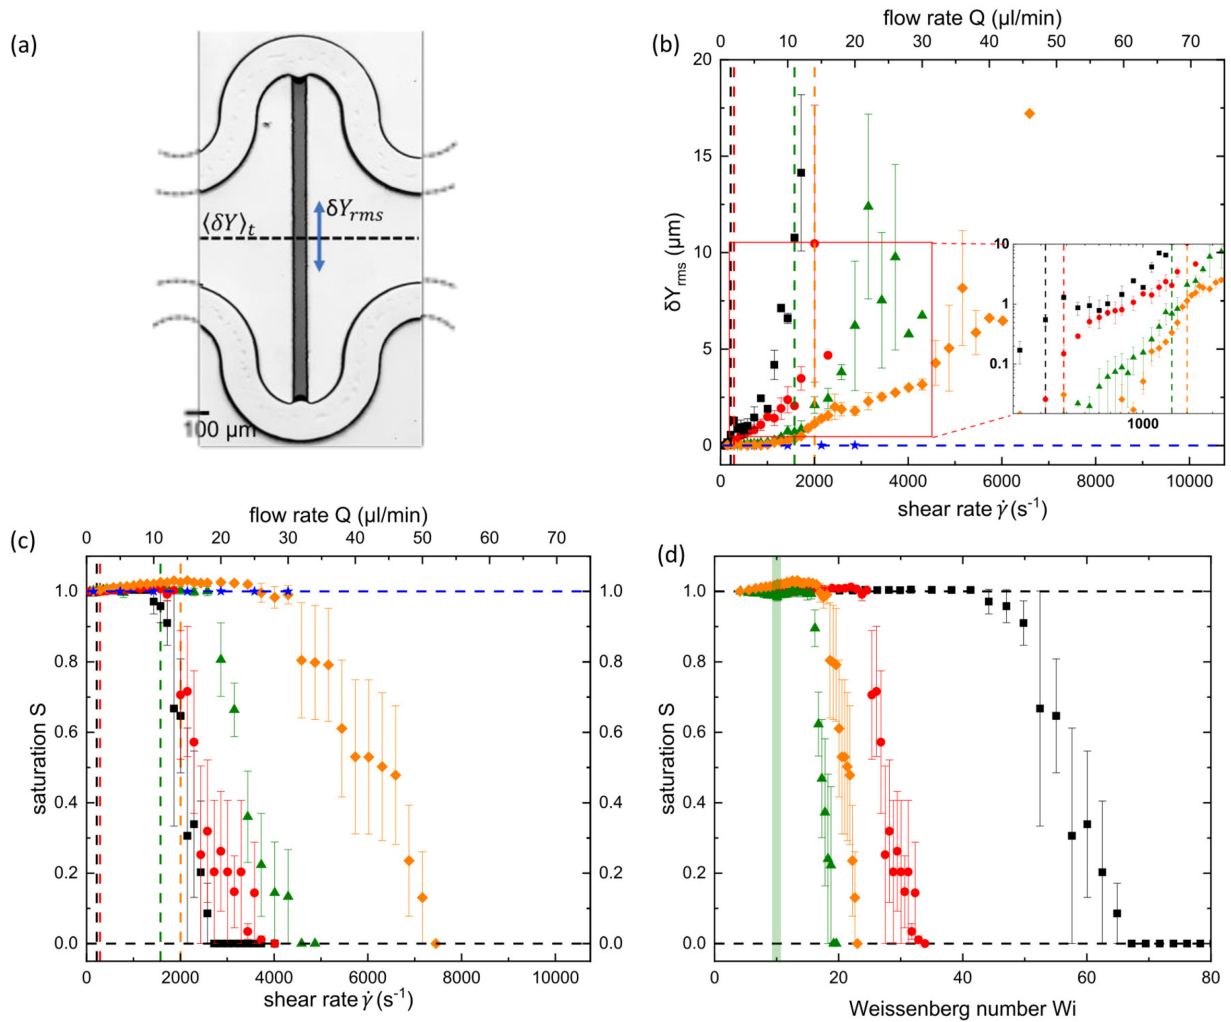 (a)
⟨δY⟩t
δYrms
100 μm
(b)
flow rate Q (μl/min)
0 10 20 30 40 50 60 70
20
15
10
5
0
δYrms (μm)
10
1
0.1
1000
0 2000 4000 6000 8000 10000
shear rate γ̇ (s-1)
(c)
flow rate Q (μl/min)
0 10 20 30 40 50 60 70
1.0 1.0
0.8 0.8
0.6 0.6
0.4 0.4
0.2 0.2
0.0 0.0
saturation S
0 2000 4000 6000 8000 10000
shear rate γ̇ (s-1)
(d)
1.0
0.8
0.6
0.4
0.2
0.0
saturation S
0 20 40 60 80
Weissenberg number Wi